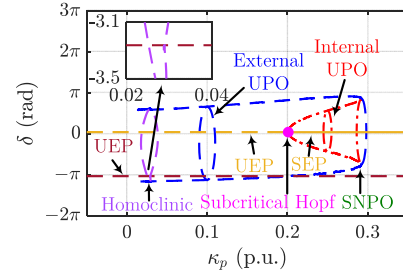 3π
2π
π
0
-π
-2π
δ (rad)
-3.1
-3.5
0.02
0.04
External
UPO
Internal
UPO
UEP
UEP
SEP
Homoclinic
Subcritical Hopf
SNPO
0
0.1
0.2
0.3
κp (p.u.)